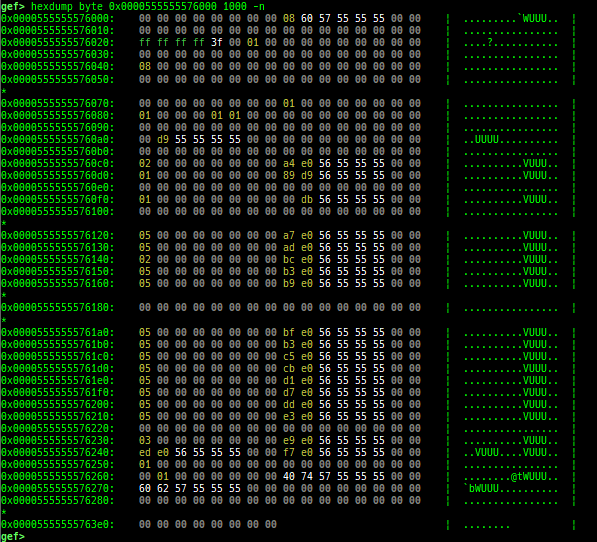 gef> hexdump byte 0x0000555555576000 1000 -n
0x0000555555576000: 00 00 00 00 00 00 00 00 08 60 57 55 55 55 00 00 | .........`WUUU.. |
0x0000555555576010: 00 00 00 00 00 00 00 00 00 00 00 00 00 00 00 00 | ................ |
0x0000555555576020: ff ff ff ff 3f 00 01 00 00 00 00 00 00 00 00 00 | ....?........... |
0x0000555555576030: 00 00 00 00 00 00 00 00 00 00 00 00 00 00 00 00 | ................ |
0x0000555555576040: 08 00 00 00 00 00 00 00 00 00 00 00 00 00 00 00 | ................ |
0x0000555555576050: 00 00 00 00 00 00 00 00 00 00 00 00 00 00 00 00 | ................ |
*
0x0000555555576070: 00 00 00 00 00 00 00 00 01 00 00 00 00 00 00 00 | ................ |
0x0000555555576080: 01 00 00 00 01 01 00 00 00 00 00 00 00 00 00 00 | ................ |
0x0000555555576090: 00 00 00 00 00 00 00 00 00 00 00 00 00 00 00 00 | ................ |
0x00005555555760a0: 00 d9 55 55 55 55 00 00 00 00 00 00 00 00 00 00 | ..UUUU.......... |
0x00005555555760b0: 00 00 00 00 00 00 00 00 00 00 00 00 00 00 00 00 | ................ |
0x00005555555760c0: 02 00 00 00 00 00 00 00 a4 e0 56 55 55 55 00 00 | ..........VUUU.. |
0x00005555555760d0: 01 00 00 00 00 00 00 00 89 d9 56 55 55 55 00 00 | ..........VUUU.. |
0x00005555555760e0: 00 00 00 00 00 00 00 00 00 00 00 00 00 00 00 00 | ................ |
0x00005555555760f0: 01 00 00 00 00 00 00 00 00 db 56 55 55 55 00 00 | ..........VUUU.. |
0x0000555555576100: 00 00 00 00 00 00 00 00 00 00 00 00 00 00 00 00 | ................ |
*
0x0000555555576120: 05 00 00 00 00 00 00 00 a7 e0 56 55 55 55 00 00 | ..........VUUU.. |
0x0000555555576130: 05 00 00 00 00 00 00 00 ad e0 56 55 55 55 00 00 | ..........VUUU.. |
0x0000555555576140: 02 00 00 00 00 00 00 00 bc e0 56 55 55 55 00 00 | ..........VUUU.. |
0x0000555555576150: 05 00 00 00 00 00 00 00 b3 e0 56 55 55 55 00 00 | ..........VUUU.. |
0x0000555555576160: 05 00 00 00 00 00 00 00 b9 e0 56 55 55 55 00 00 | ..........VUUU.. |
*
0x0000555555576180: 00 00 00 00 00 00 00 00 00 00 00 00 00 00 00 00 | ................ |
*
0x00005555555761a0: 05 00 00 00 00 00 00 00 bf e0 56 55 55 55 00 00 | ..........VUUU.. |
0x00005555555761b0: 05 00 00 00 00 00 00 00 b3 e0 56 55 55 55 00 00 | ..........VUUU.. |
0x00005555555761c0: 05 00 00 00 00 00 00 00 c5 e0 56 55 55 55 00 00 | ..........VUUU.. |
0x00005555555761d0: 05 00 00 00 00 00 00 00 cb e0 56 55 55 55 00 00 | ..........VUUU.. |
0x00005555555761e0: 05 00 00 00 00 00 00 00 d1 e0 56 55 55 55 00 00 | ..........VUUU.. |
0x00005555555761f0: 05 00 00 00 00 00 00 00 d7 e0 56 55 55 55 00 00 | ..........VUUU.. |
0x0000555555576200: 05 00 00 00 00 00 00 00 dd e0 56 55 55 55 00 00 | ..........VUUU.. |
0x0000555555576210: 05 00 00 00 00 00 00 00 e3 e0 56 55 55 55 00 00 | ..........VUUU.. |
0x0000555555576220: 00 00 00 00 00 00 00 00 00 00 00 00 00 00 00 00 | ................ |
0x0000555555576230: 03 00 00 00 00 00 00 00 e9 e0 56 55 55 55 00 00 | ..........VUUU.. |
0x0000555555576240: ed e0 56 55 55 55 00 00 f7 e0 56 55 55 55 00 00 | ..VUUU....VUUU.. |
0x0000555555576250: 01 00 00 00 00 00 00 00 00 00 00 00 00 00 00 00 | ................ |
0x0000555555576260: 00 01 00 00 00 00 00 00 40 74 57 55 55 55 00 00 | ........@tWUUU.. |
0x0000555555576270: 60 62 57 55 55 55 00 00 00 00 00 00 00 00 00 00 | `bWUUU.......... |
0x0000555555576280: 00 00 00 00 00 00 00 00 00 00 00 00 00 00 00 00 | ................ |
*
0x00005555555763e0: 00 00 00 00 00 00 00 00 | ........ |
gef>